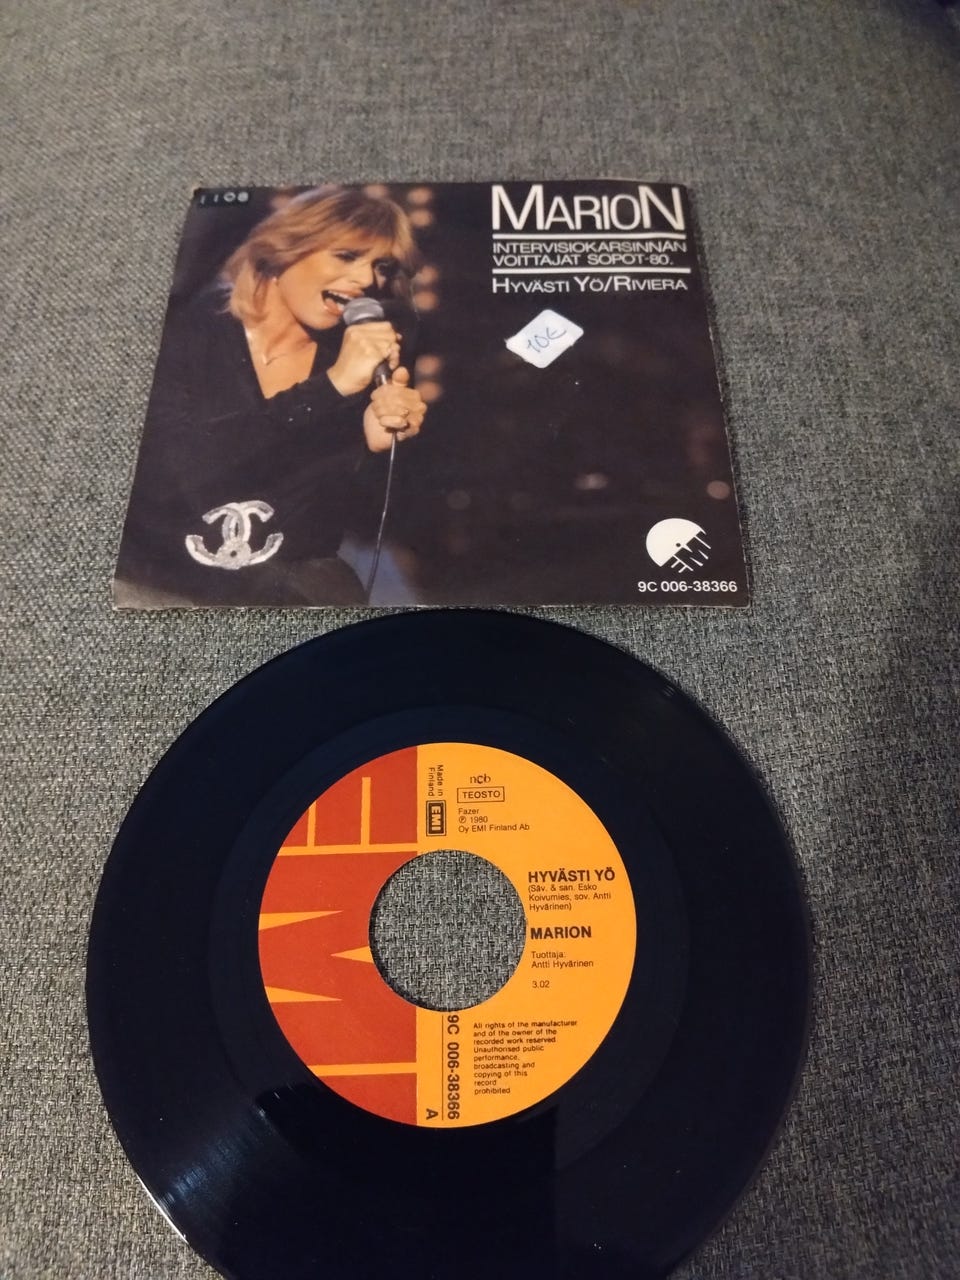 1108
MARION
INTERVISIOKARSINNAN
VOITTAJAT SOPOT-80.
HYVÄSTI YÖ/RIVIERA
10€
EMI
9C 006-38366
EMI
Made in
Finland
EMI
ncb
TEOSTO
Fazer
℗ 1980
Oy EMI Finland Ab
HYVÄSTI YÖ
(Säv. & san. Esko
Koivumies, sov. Antti
Hyvärinen)
MARION
Tuottaja:
Antti Hyvärinen
3.02
9C 006-38366
A
All rights of the manufacturer
and of the owner of the
recorded work reserved
Unauthorised public
performance,
broadcasting and
copying of this
record
prohibited